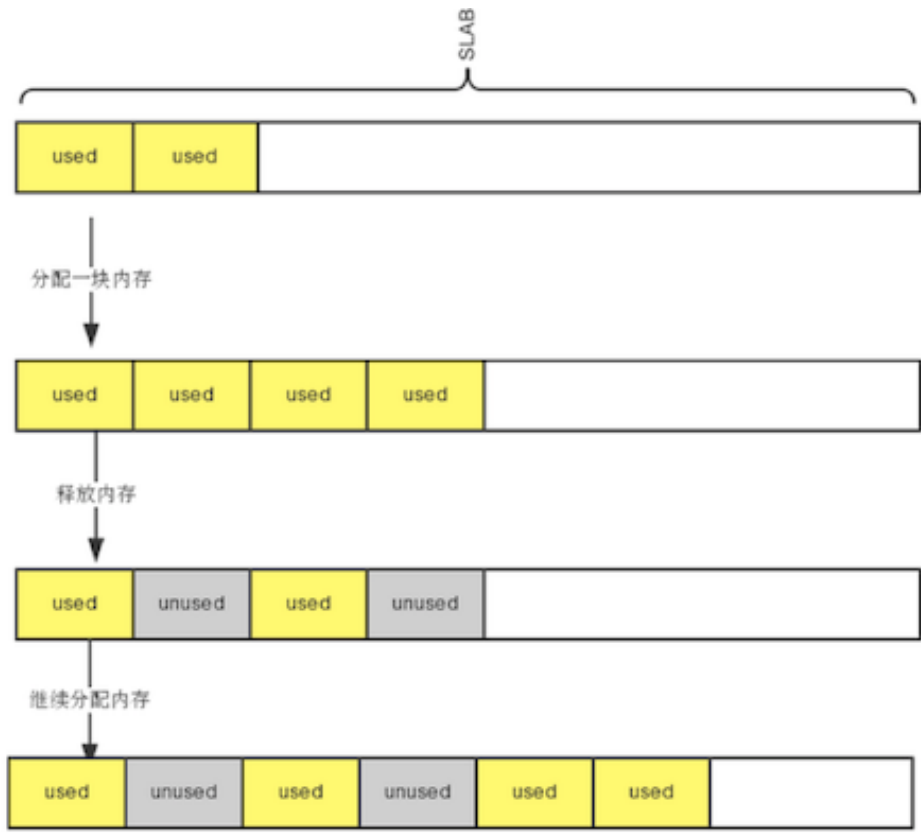 SLAB
used used
分配一块内存
used used used used
释放内存
used unused used unused
继续分配内存
used unused used unused used used